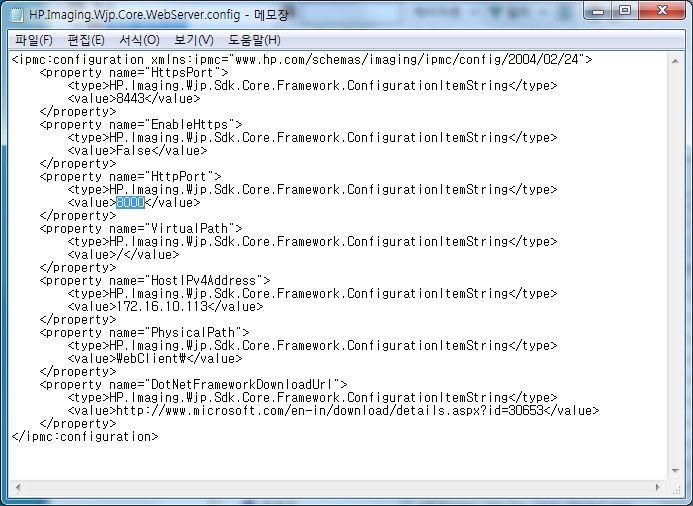 HP.Imaging.Wjp.Core.WebServer.config - 메모장
파일(F) 편집(E) 서식(O) 보기(V) 도움말(H)
<ipmc:configuration xmlns:ipmc="www.hp.com/schemas/imaging/ipmc/config/2004/02/24">
    <property name="HttpsPort">
        <type>HP.Imaging.Wjp.Sdk.Core.Framework.ConfigurationItemString</type>
        <value>8443</value>
    </property>
    <property name="EnableHttps">
        <type>HP.Imaging.Wjp.Sdk.Core.Framework.ConfigurationItemString</type>
        <value>False</value>
    </property>
    <property name="HttpPort">
        <type>HP.Imaging.Wjp.Sdk.Core.Framework.ConfigurationItemString</type>
        <value>8000</value>
    </property>
    <property name="VirtualPath">
        <type>HP.Imaging.Wjp.Sdk.Core.Framework.ConfigurationItemString</type>
        <value>/</value>
    </property>
    <property name="HostIPv4Address">
        <type>HP.Imaging.Wjp.Sdk.Core.Framework.ConfigurationItemString</type>
        <value>172.16.10.113</value>
    </property>
    <property name="PhysicalPath">
        <type>HP.Imaging.Wjp.Sdk.Core.Framework.ConfigurationItemString</type>
        <value>WebClient₩</value>
    </property>
    <property name="DotNetFrameworkDownloadUrl">
        <type>HP.Imaging.Wjp.Sdk.Core.Framework.ConfigurationItemString</type>
        <value>http://www.microsoft.com/en-in/download/details.aspx?id=30653</value>
    </property>
</ipmc:configuration>